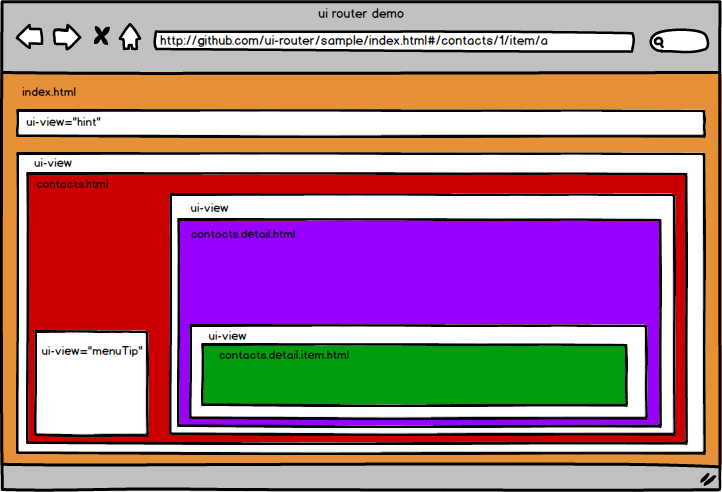 ui router demo
http://github.com/ui-router/sample/index.html#/contacts/1/item/a
index.html
ui-view="hint"
ui-view
contacts.html
ui-view
contacts.detail.html
ui-view
ui-view="menuTip"
contacts.detail.item.html